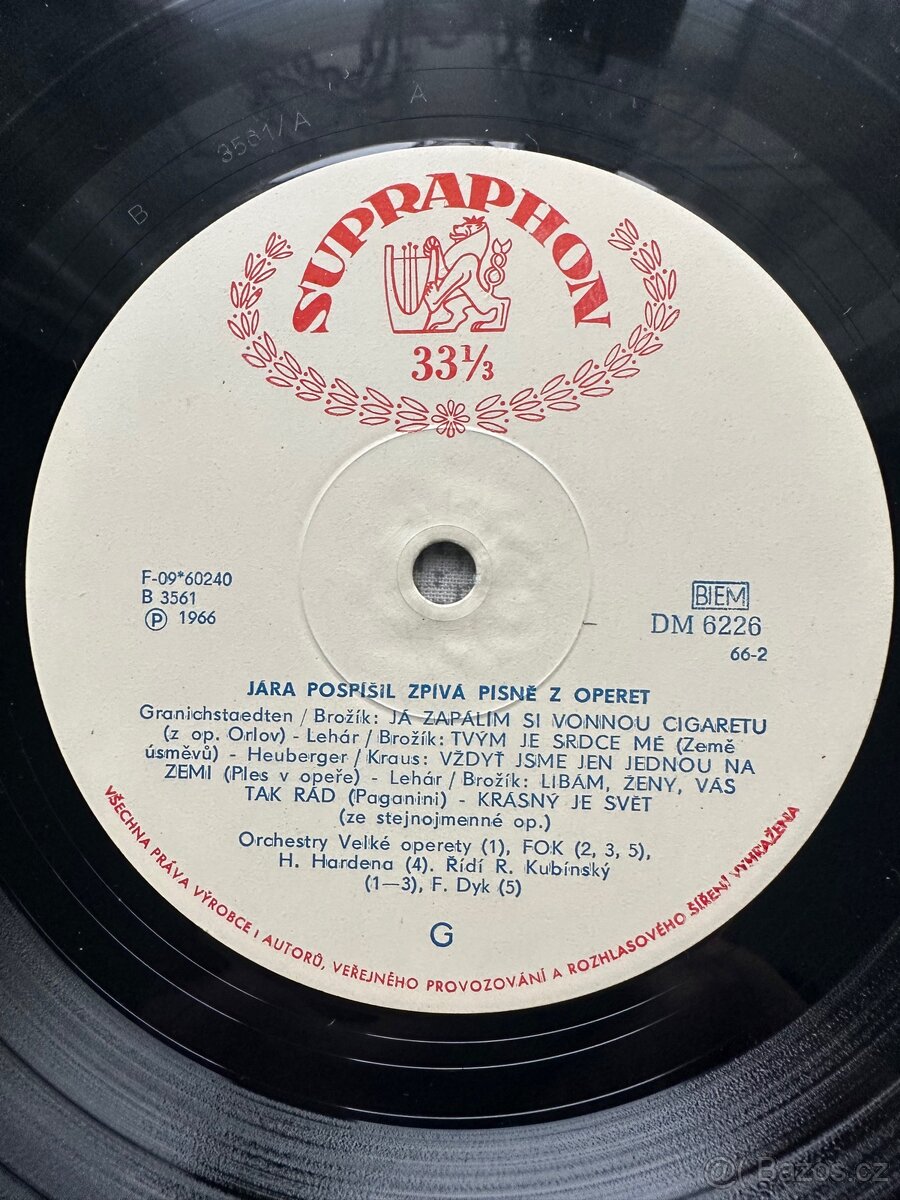 3561/A A
B
SUPRAPHON
33⅓
F-09*60240
B 3561
Ⓟ 1966
BIEM
DM 6226
66-2
JÁRA POSPÍŠIL ZPÍVÁ PÍSNĚ Z OPERET
Granichstaedten / Brožík: JÁ ZAPÁLÍM SI VONNOU CIGARETU
(z op. Orlov) - Lehár / Brožík: TVÝM JE SRDCE MÉ (Země
úsměvů) - Heuberger / Kraus: VŽDYŤ JSME JEN JEDNOU NA
ZEMI (Ples v opeře) - Lehár / Brožík: LÍBÁM, ŽENY, VÁS
TAK RÁD (Paganini) - KRÁSNÝ JE SVĚT
(ze stejnojmenné op.)
Orchestry Velké operety (1), FOK (2, 3, 5),
H. Hardena (4). Řídí R. Kubínský
(1—3), F. Dyk (5)
G
VŠECHNA PRÁVA VÝROBCE I AUTORŮ, VEŘEJNÉHO PROVOZOVÁNÍ A ROZHLASOVÉHO ŠÍŘENÍ VYHRAŽENA
Bazos.cz